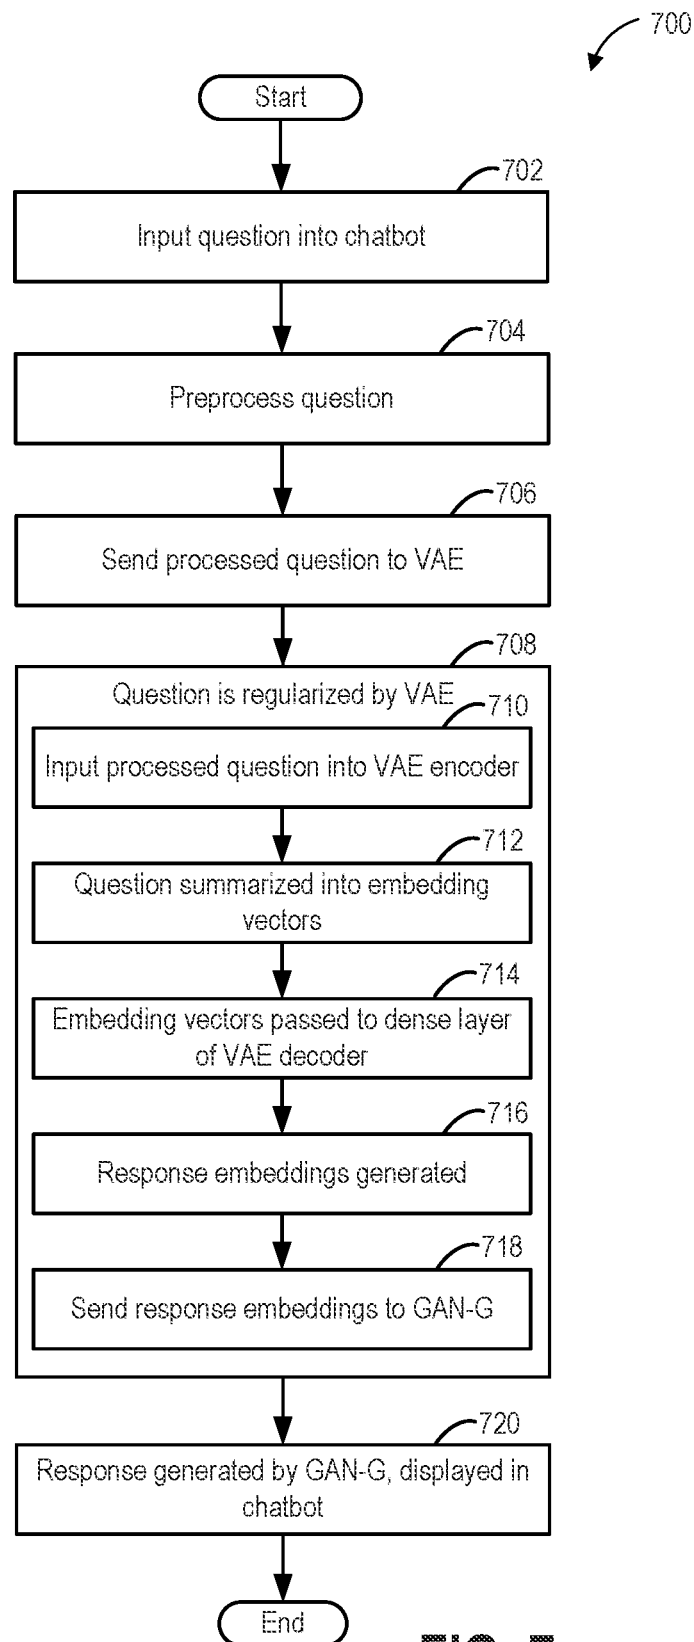 700
Start
702
Input question into chatbot
704
Preprocess question
706
Send processed question to VAE
708
Question is regularized by VAE
710
Input processed question into VAE encoder
712
Question summarized into embedding
vectors
714
Embedding vectors passed to dense layer
of VAE decoder
716
Response embeddings generated
718
Send response embeddings to GAN-G
720
Response generated by GAN-G, displayed in
chatbot
End